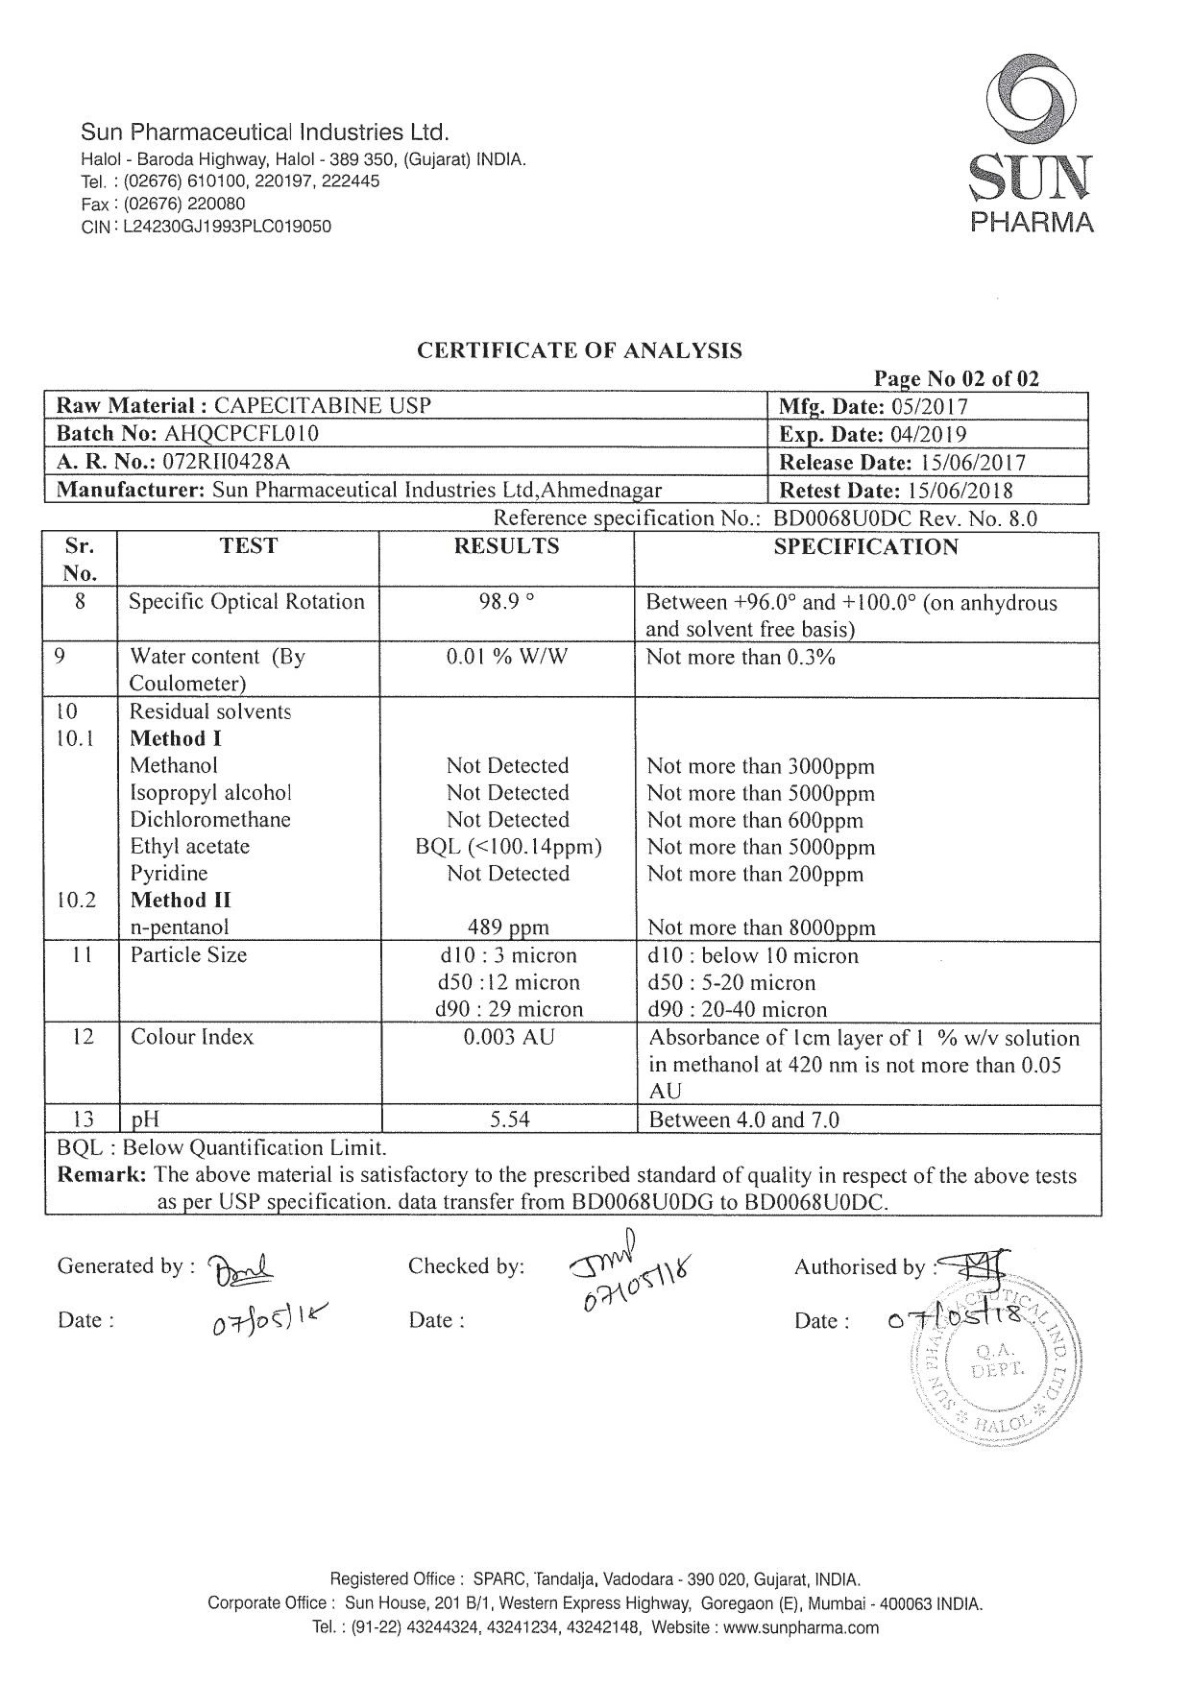 SUN
PHARMA
Sun Pharmaceutical Industries Ltd.
Halol - Baroda Highway, Halol - 389 350, (Gujarat) INDIA.
Tel. : (02676) 610100, 220197, 222445
Fax : (02676) 220080
CIN : L24230GJ1993PLC019050
CERTIFICATE OF ANALYSIS
Page No 02 of 02
Raw Material : CAPECITABINE USP Mfg. Date: 05/2017
Batch No: AHQCPCFL010 Exp. Date: 04/2019
A. R. No.: 072RII0428A Release Date: 15/06/2017
Manufacturer: Sun Pharmaceutical Industries Ltd,Ahmednagar Retest Date: 15/06/2018
Reference specification No.: BD0068U0DC Rev. No. 8.0
Sr. TEST RESULTS SPECIFICATION
No.
8 Specific Optical Rotation 98.9 ° Between +96.0° and +100.0° (on anhydrous
and solvent free basis)
9 Water content (By 0.01 % W/W Not more than 0.3%
Coulometer)
10 Residual solvents
10.1 Method I
Methanol Not Detected Not more than 3000ppm
Isopropyl alcohol Not Detected Not more than 5000ppm
Dichloromethane Not Detected Not more than 600ppm
Ethyl acetate BQL (<100.14ppm) Not more than 5000ppm
Pyridine Not Detected Not more than 200ppm
10.2 Method II
n-pentanol 489 ppm Not more than 8000ppm
11 Particle Size d10 : 3 micron d10 : below 10 micron
d50 :12 micron d50 : 5-20 micron
d90 : 29 micron d90 : 20-40 micron
12 Colour Index 0.003 AU Absorbance of 1cm layer of 1 % w/v solution
in methanol at 420 nm is not more than 0.05
AU
13 pH 5.54 Between 4.0 and 7.0
BQL : Below Quantification Limit.
Remark: The above material is satisfactory to the prescribed standard of quality in respect of the above tests
as per USP specification. data transfer from BD0068U0DG to BD0068U0DC.
Generated by : Checked by: Authorised by :
07/05/18
Date : 07/05/18 Date : Date : 07/05/18
SUN PHARMACEUTICAL IND. LTD.
Q.A.
DEPT.
* HALOL *
Registered Office : SPARC, Tandalja, Vadodara - 390 020, Gujarat, INDIA.
Corporate Office : Sun House, 201 B/1, Western Express Highway, Goregaon (E), Mumbai - 400063 INDIA.
Tel. : (91-22) 43244324, 43241234, 43242148, Website : www.sunpharma.com